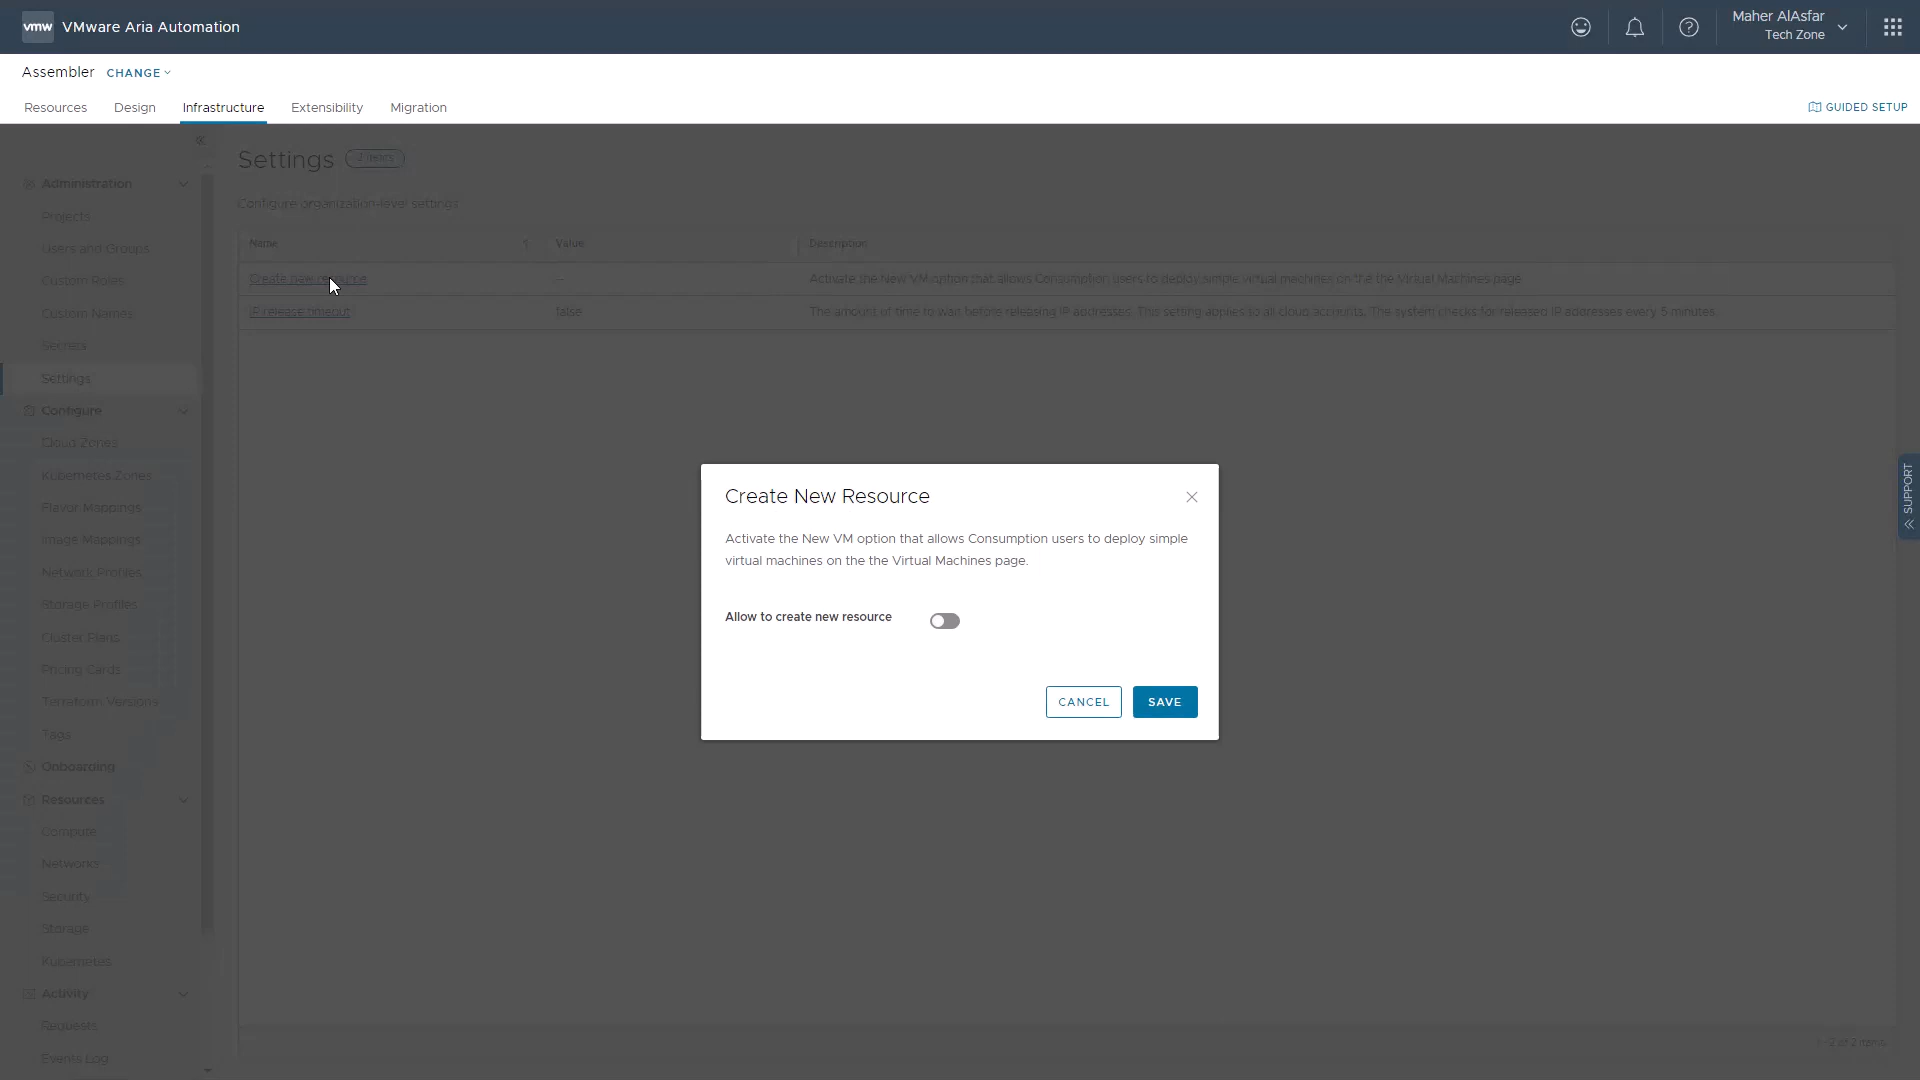 vmw VMware Aria Automation
Maher AlAsfar
Tech Zone
Assembler CHANGE
Resources Design Infrastructure Extensibility Migration
GUIDED SETUP
Settings 2 items
Administration
Configure organization-level settings
Projects
Users and Groups
Name Value Description
Create new resource -- Activate the New VM option that allows Consumption users to deploy simple virtual machines on the the Virtual Machines page.
Custom Roles
IP release timeout false The amount of time to wait before releasing IP addresses. This setting applies to all cloud accounts. The system checks for released IP addresses every 5 minutes.
Custom Names
Secrets
Settings
Configure
Cloud Zones
Kubernetes Zones
Flavor Mappings
Image Mappings
Network Profiles
Storage Profiles
Cluster Plans
Pricing Cards
Terraform Versions
Tags
Onboarding
Resources
Compute
Networks
Security
Storage
Kubernetes
Activity
Requests
Events Log
Create New Resource
Activate the New VM option that allows Consumption users to deploy simple
virtual machines on the the Virtual Machines page.
Allow to create new resource
CANCEL SAVE
SUPPORT
1 - 2 of 2 items